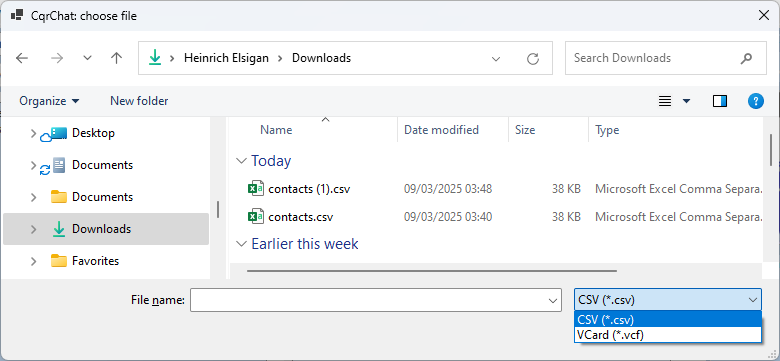 CqrChat: choose file
Heinrich Elsigan > Downloads
Search Downloads
Organize New folder
Name Date modified Size Type
Desktop
Documents
Documents
Downloads
Favorites
Today
contacts (1).csv 09/03/2025 03:48 38 KB Microsoft Excel Comma Separa
contacts.csv 09/03/2025 03:40 38 KB Microsoft Excel Comma Separa
Earlier this week
File name: CSV (*.csv)
CSV (*.csv)
VCard (*.vcf)